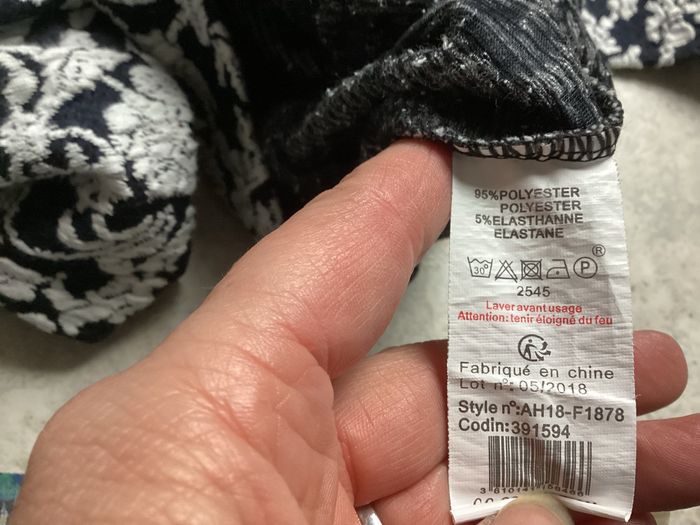 95%POLYESTER
POLYESTER
5%ELASTHANNE
ELASTANE
30°
P
®
2545
Laver avant usage
Attention: tenir éloigné du feu
Fabriqué en chine
Lot n°: 05/2018
Style n°:AH18-F1878
Codin:391594